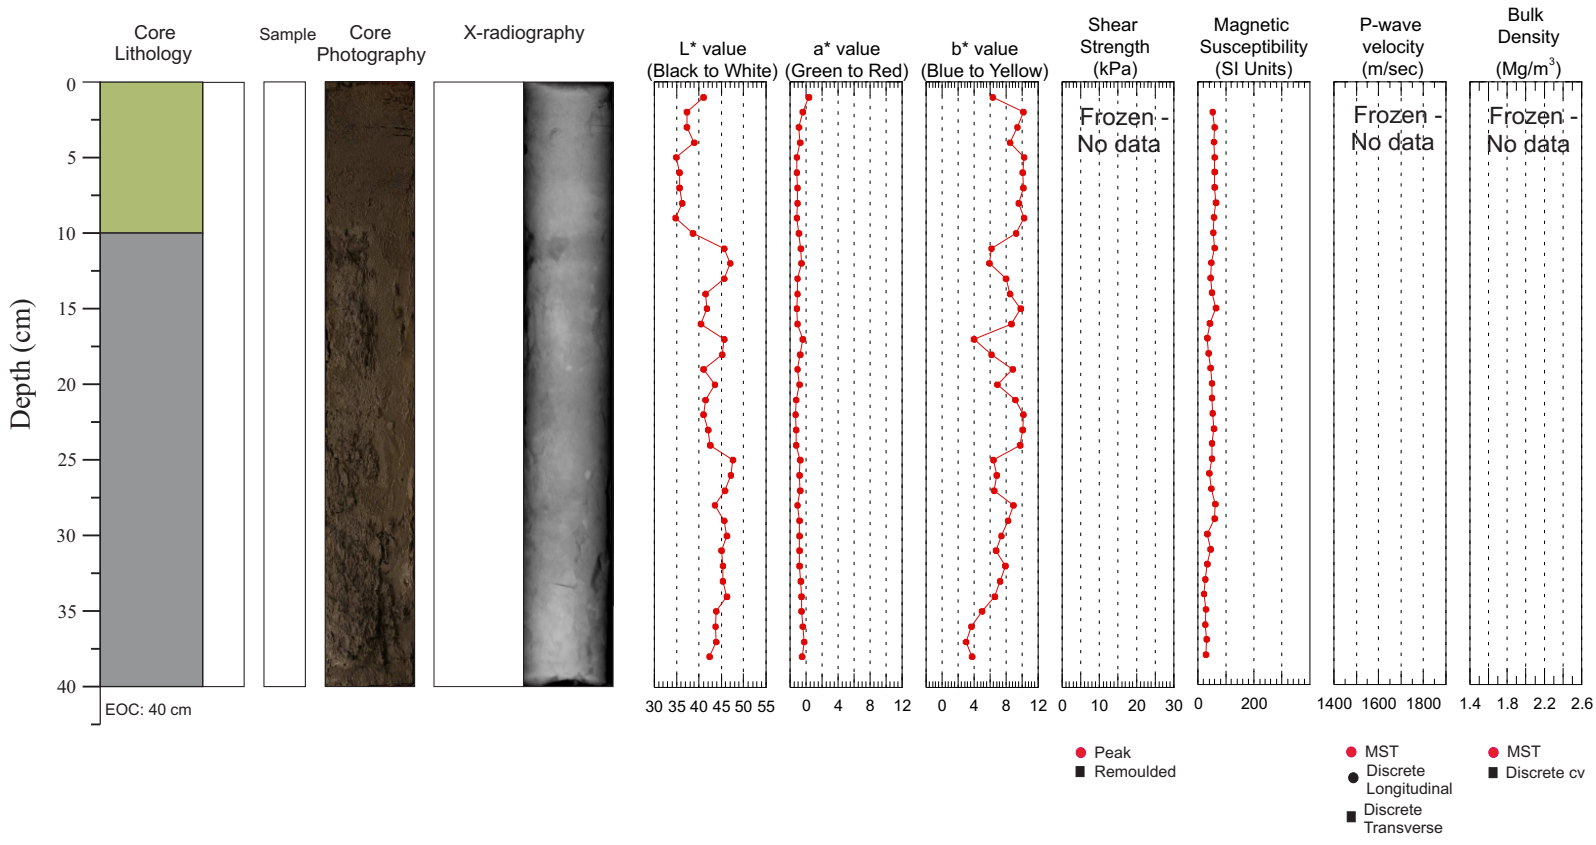 Core
Lithology
Sample
Core
Photography
X-radiography
L* value
(Black to White)
a* value
(Green to Red)
b* value
(Blue to Yellow)
Shear
Strength
(kPa)
Magnetic
Susceptibility
(SI Units)
P-wave
velocity
(m/sec)
Bulk
Density
(Mg/m³)
Depth (cm)
0
5
10
15
20
25
30
35
40
EOC: 40 cm
Frozen -
No data
Frozen -
No data
Frozen -
No data
30 35 40 45 50 55
0 4 8 12
0 4 8 12
0 10 20 30
0 200
1400 1600 1800
1.4 1.8 2.2 2.6
Peak
Remoulded
MST
Discrete
Longitudinal
Discrete
Transverse
MST
Discrete cv